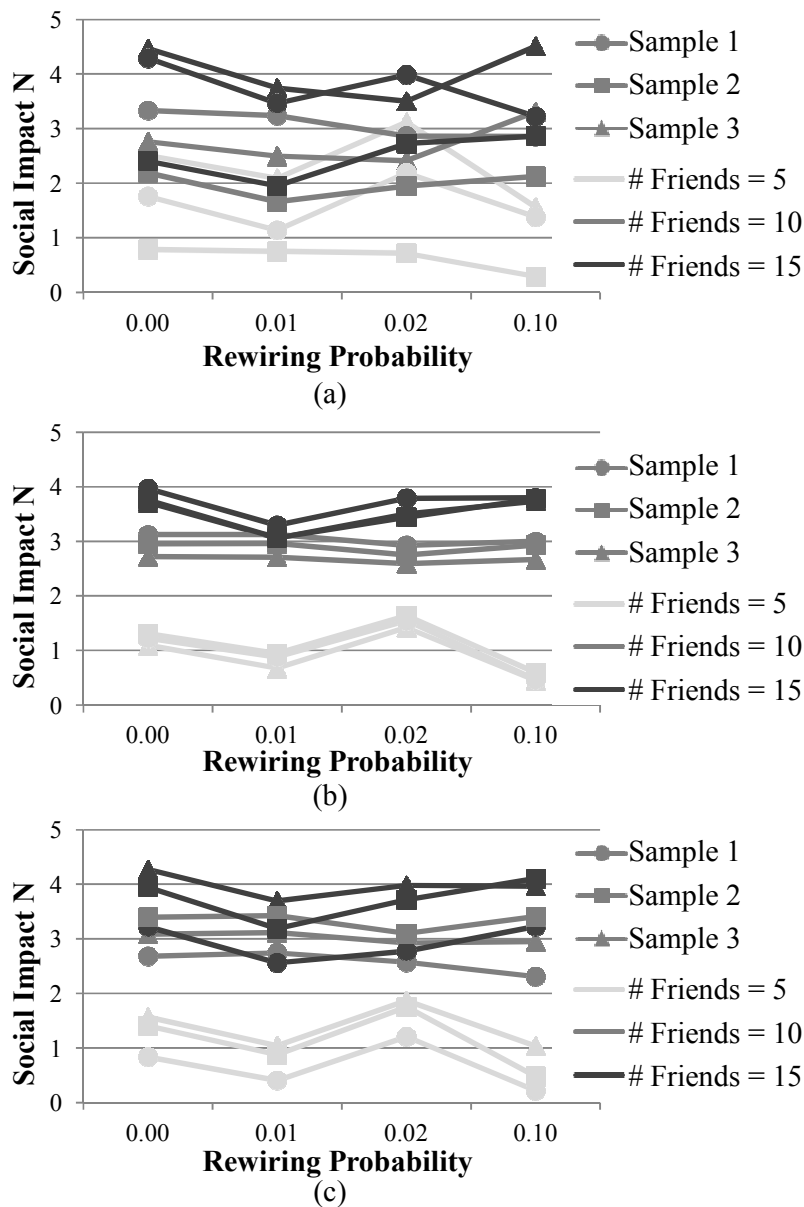 Social Impact N
5
4
3
2
1
0
0.00 0.01 0.02 0.10
Rewiring Probability
Sample 1
Sample 2
Sample 3
# Friends = 5
# Friends = 10
# Friends = 15
(a)
Social Impact N
5
4
3
2
1
0
0.00 0.01 0.02 0.10
Rewiring Probability
Sample 1
Sample 2
Sample 3
# Friends = 5
# Friends = 10
# Friends = 15
(b)
Social Impact N
5
4
3
2
1
0
0.00 0.01 0.02 0.10
Rewiring Probability
Sample 1
Sample 2
Sample 3
# Friends = 5
# Friends = 10
# Friends = 15
(c)